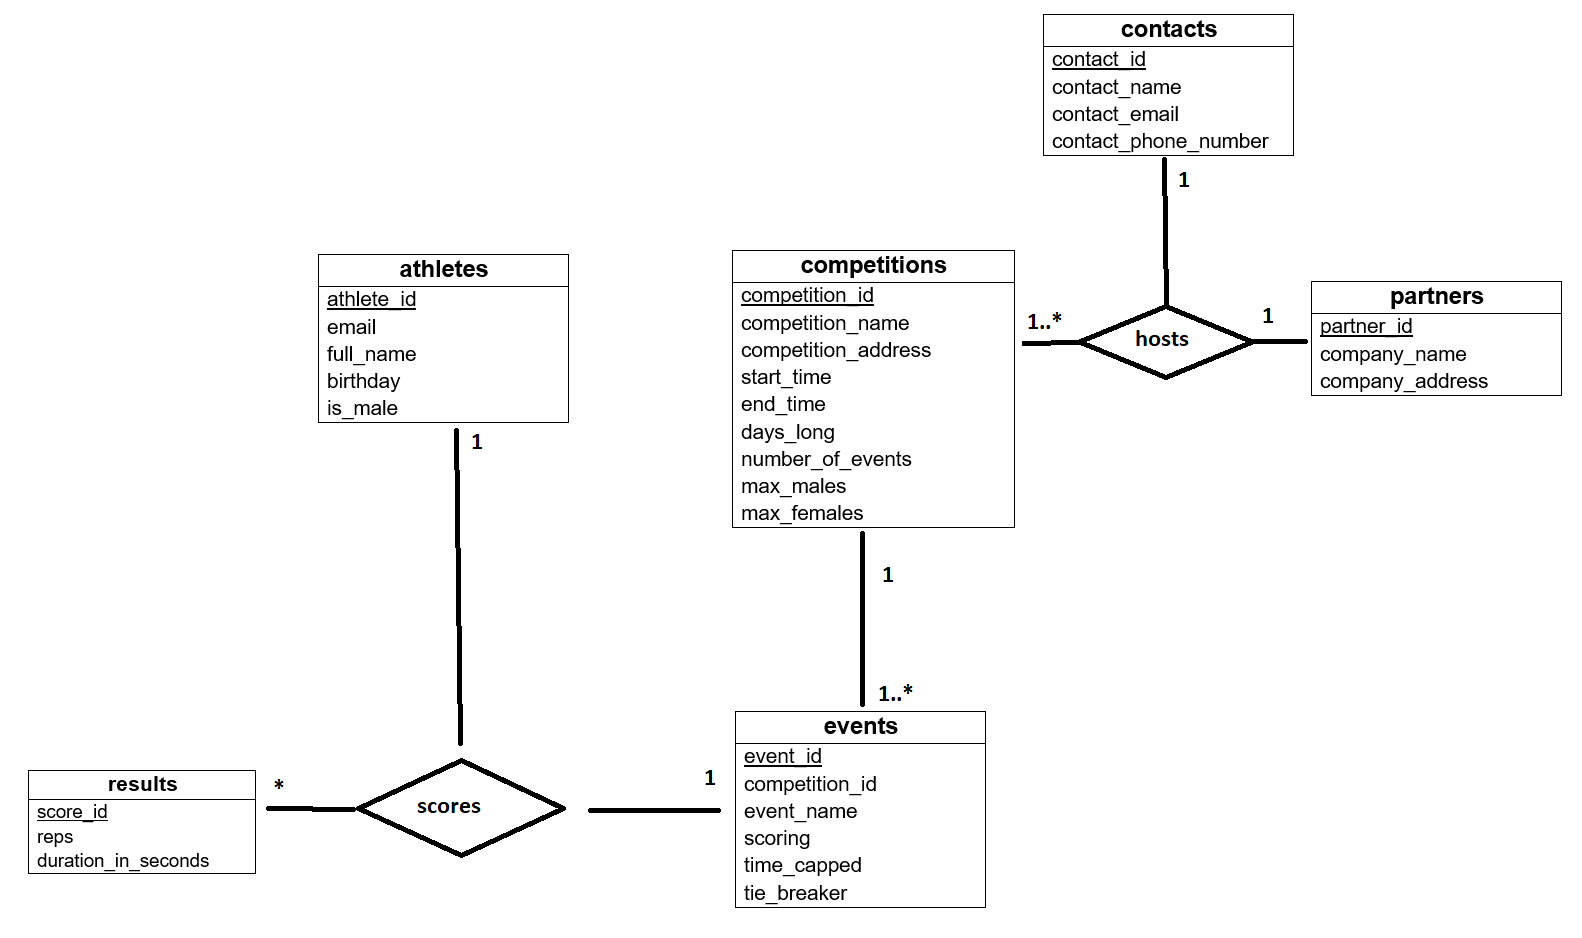 contacts
contact_id
contact_name
contact_email
contact_phone_number
1
athletes
athlete_id
email
full_name
birthday
is_male
1
competitions
competition_id
competition_name
competition_address
start_time
end_time
days_long
number_of_events
max_males
max_females
1..*
hosts
1
partners
partner_id
company_name
company_address
1
1..*
events
event_id
competition_id
event_name
scoring
time_capped
tie_breaker
results
score_id
reps
duration_in_seconds
*
scores
1